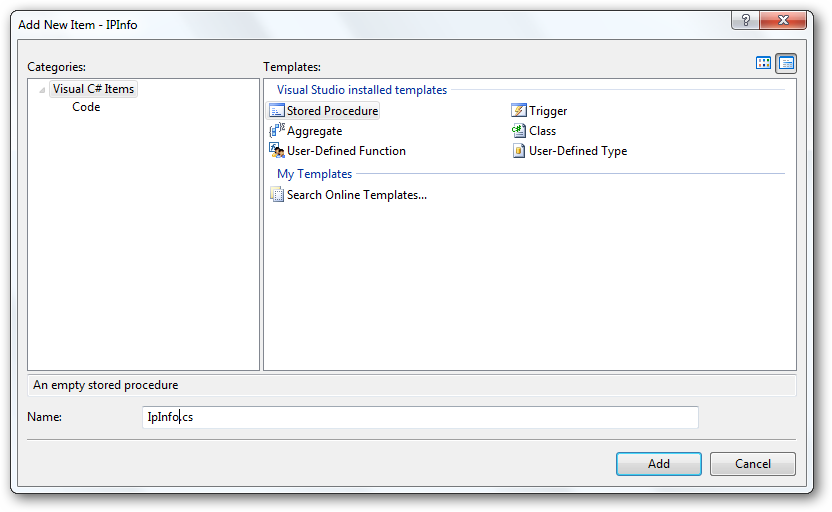 Add New Item - IPInfo
Categories:
Visual C# Items
Code
Templates:
Visual Studio installed templates
Stored Procedure
Trigger
Aggregate
Class
User-Defined Function
User-Defined Type
My Templates
Search Online Templates...
An empty stored procedure
Name:
IpInfo.cs
Add
Cancel